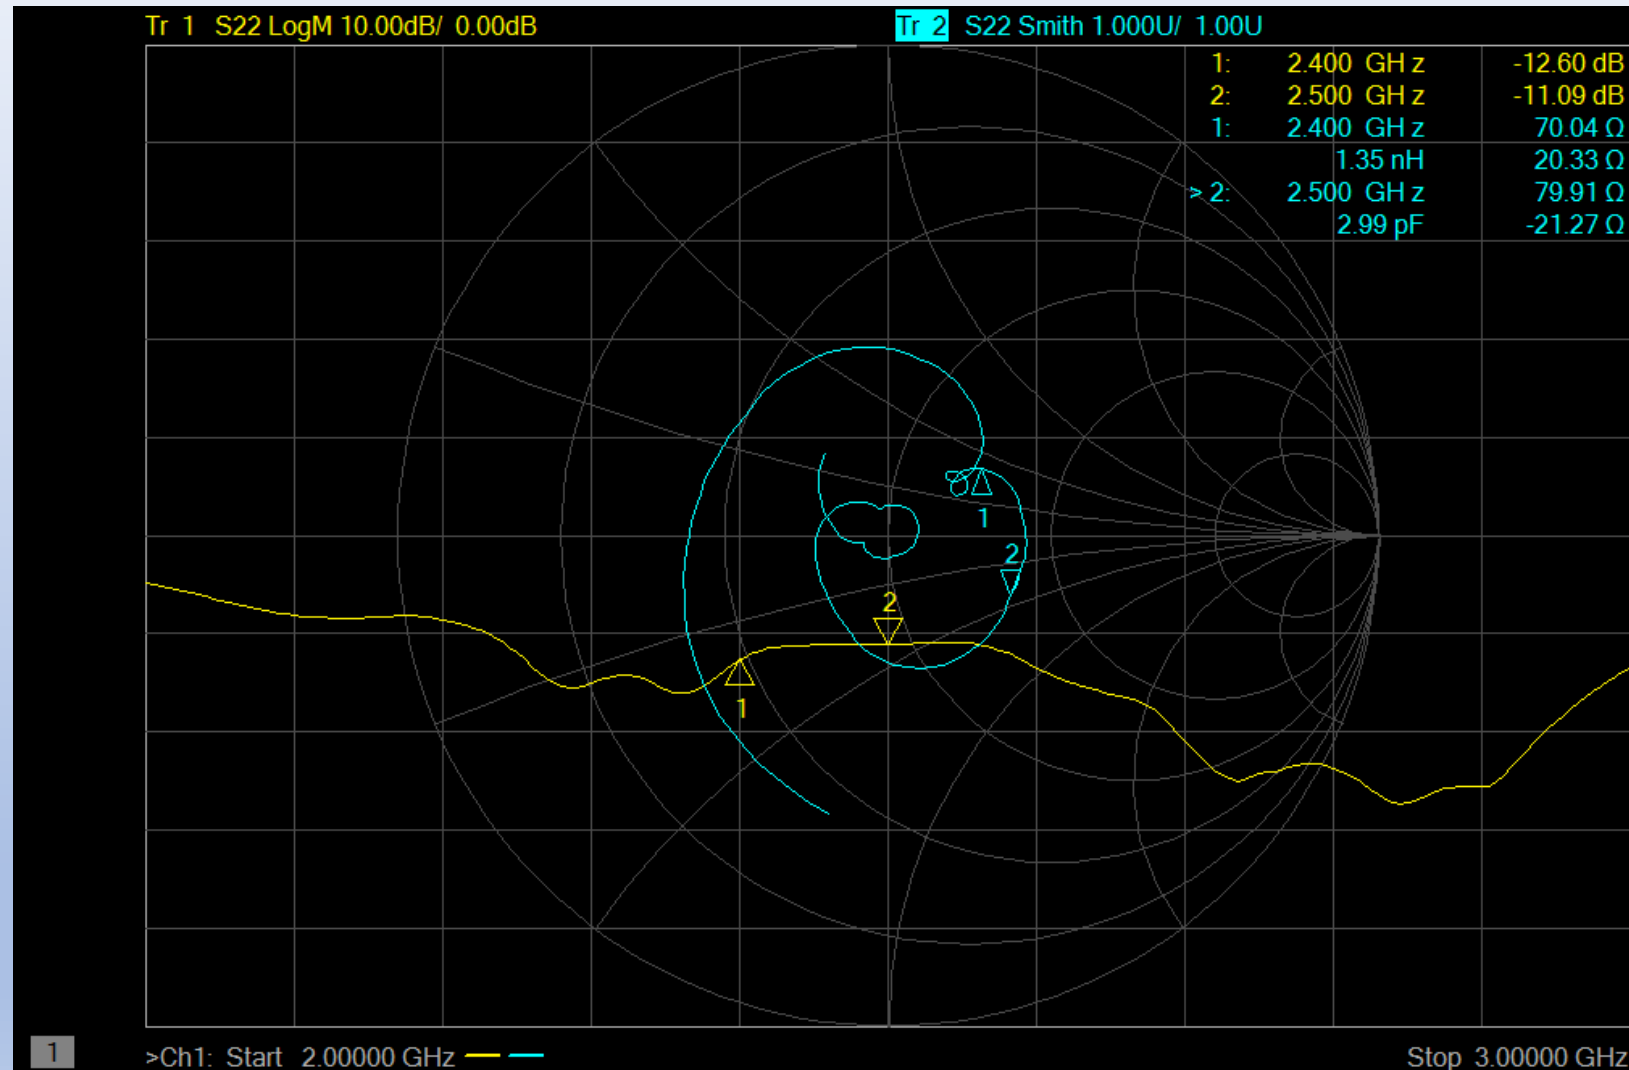 Tr 1 S22 LogM 10.00dB/ 0.00dB
Tr 2 S22 Smith 1.000U/ 1.00U
1: 2.400 GHz -12.60 dB
2: 2.500 GHz -11.09 dB
1: 2.400 GHz 70.04 Ω
1.35 nH 20.33 Ω
> 2: 2.500 GHz 79.91 Ω
2.99 pF -21.27 Ω
1
2
2
1
1
>Ch1: Start 2.00000 GHz
Stop 3.00000 GHz